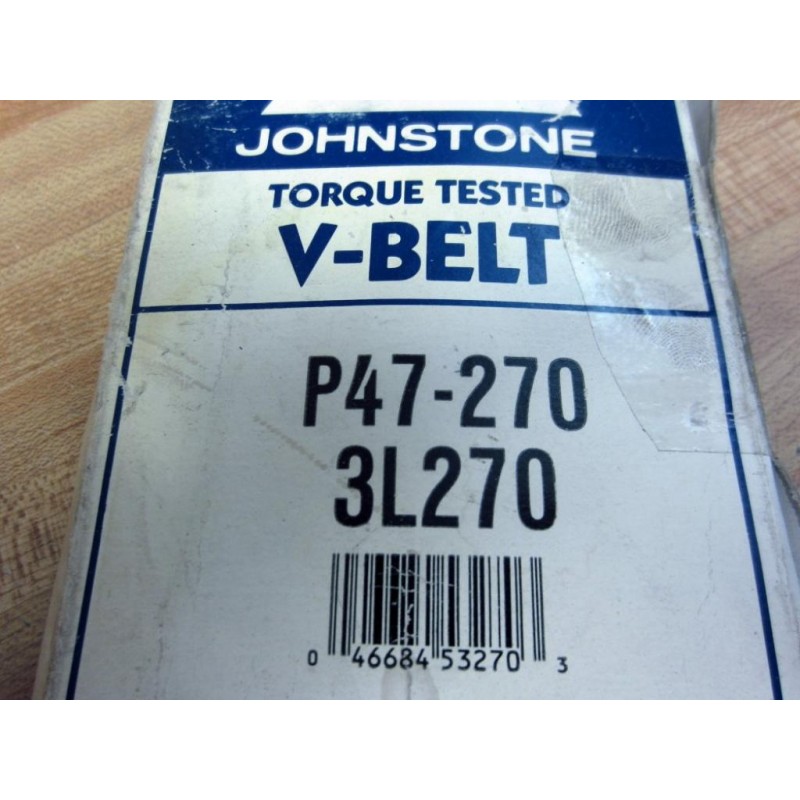 JOHNSTONE
TORQUE TESTED
V-BELT
P47-270
3L270
0 46684 53270 3